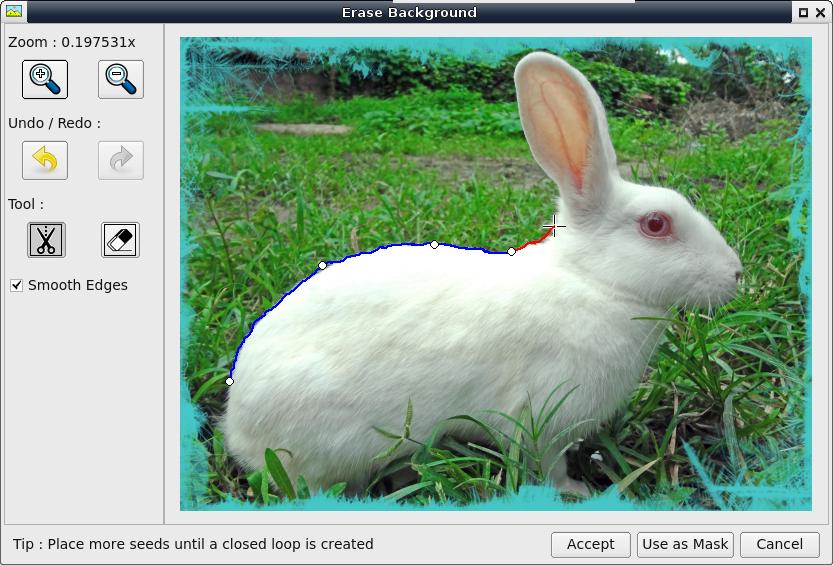 Erase Background
Zoom : 0.197531x
Undo / Redo :
Tool :
Smooth Edges
Tip : Place more seeds until a closed loop is created
Accept
Use as Mask
Cancel